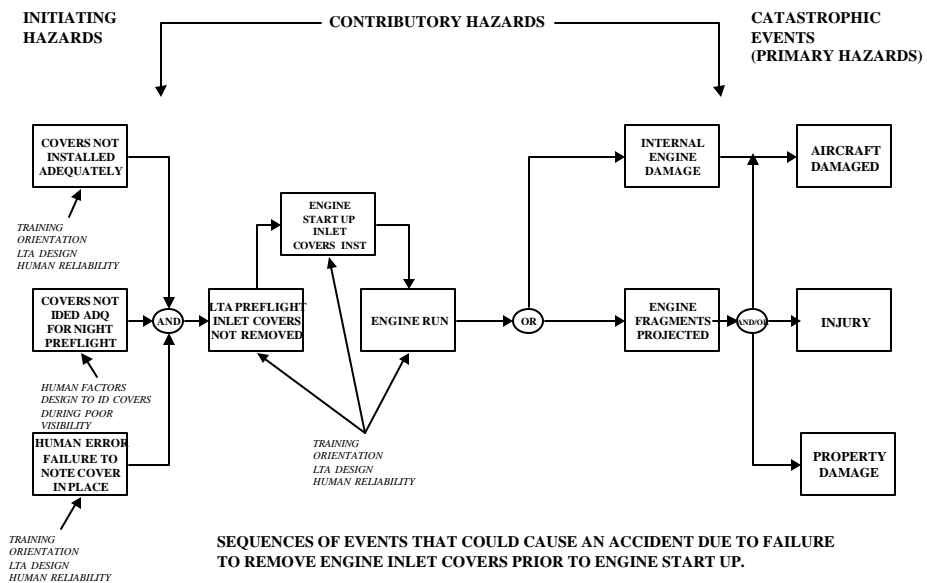 INITIATING
HAZARDS
CONTRIBUTORY HAZARDS
CATASTROPHIC
EVENTS
(PRIMARY HAZARDS)
COVERS NOT
INSTALLED
ADEQUATELY
TRAINING
ORIENTATION
LTA DESIGN
HUMAN RELIABILITY
COVERS NOT
IDED ADQ
FOR NIGHT
PREFLIGHT
HUMAN FACTORS
DESIGN TO ID COVERS
DURING POOR
VISIBILITY
HUMAN ERROR
FAILURE TO
NOTE COVER
IN PLACE
TRAINING
ORIENTATION
LTA DESIGN
HUMAN RELIABILITY
AND
LTA PREFLIGHT
INLET COVERS
NOT REMOVED
ENGINE
START UP
INLET
COVERS INST
ENGINE RUN
TRAINING
ORIENTATION
LTA DESIGN
HUMAN RELIABILITY
OR
INTERNAL
ENGINE
DAMAGE
ENGINE
FRAGMENTS
PROJECTED
AND/OR
AIRCRAFT
DAMAGED
INJURY
PROPERTY
DAMAGE
SEQUENCES OF EVENTS THAT COULD CAUSE AN ACCIDENT DUE TO FAILURE
TO REMOVE ENGINE INLET COVERS PRIOR TO ENGINE START UP.